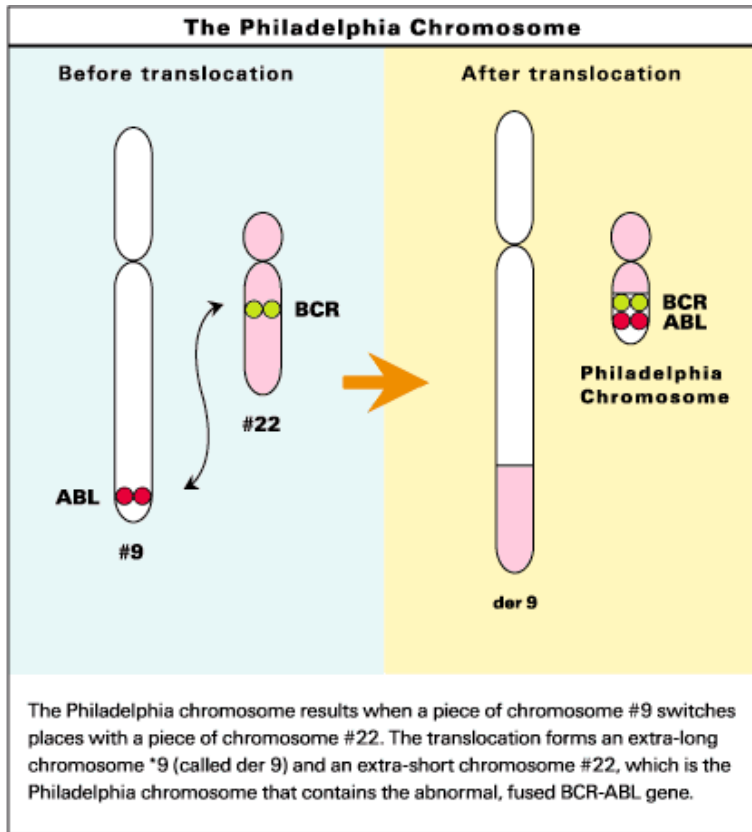 The Philadelphia Chromosome
Before translocation
After translocation
BCR
#22
ABL
#9
BCR
ABL
Philadelphia
Chromosome
der 9
The Philadelphia chromosome results when a piece of chromosome #9 switches
places with a piece of chromosome #22. The translocation forms an extra-long
chromosome *9 (called der 9) and an extra-short chromosome #22, which is the
Philadelphia chromosome that contains the abnormal, fused BCR-ABL gene.